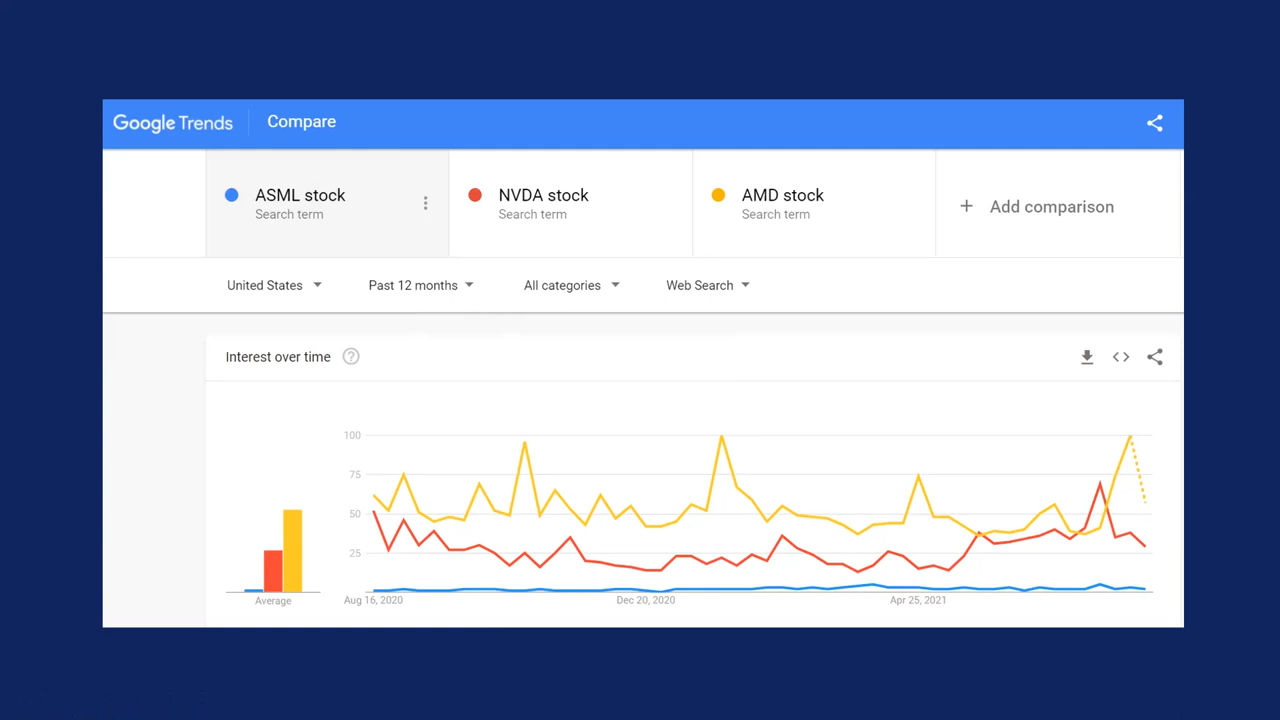 Google Trends Compare
ASML stock NVDA stock AMD stock
Search term Search term Search term
+ Add comparison
United States Past 12 months All categories Web Search
Interest over time ?
100
75
50
25
Average Aug 16, 2020 Dec 20, 2020 Apr 25, 2021